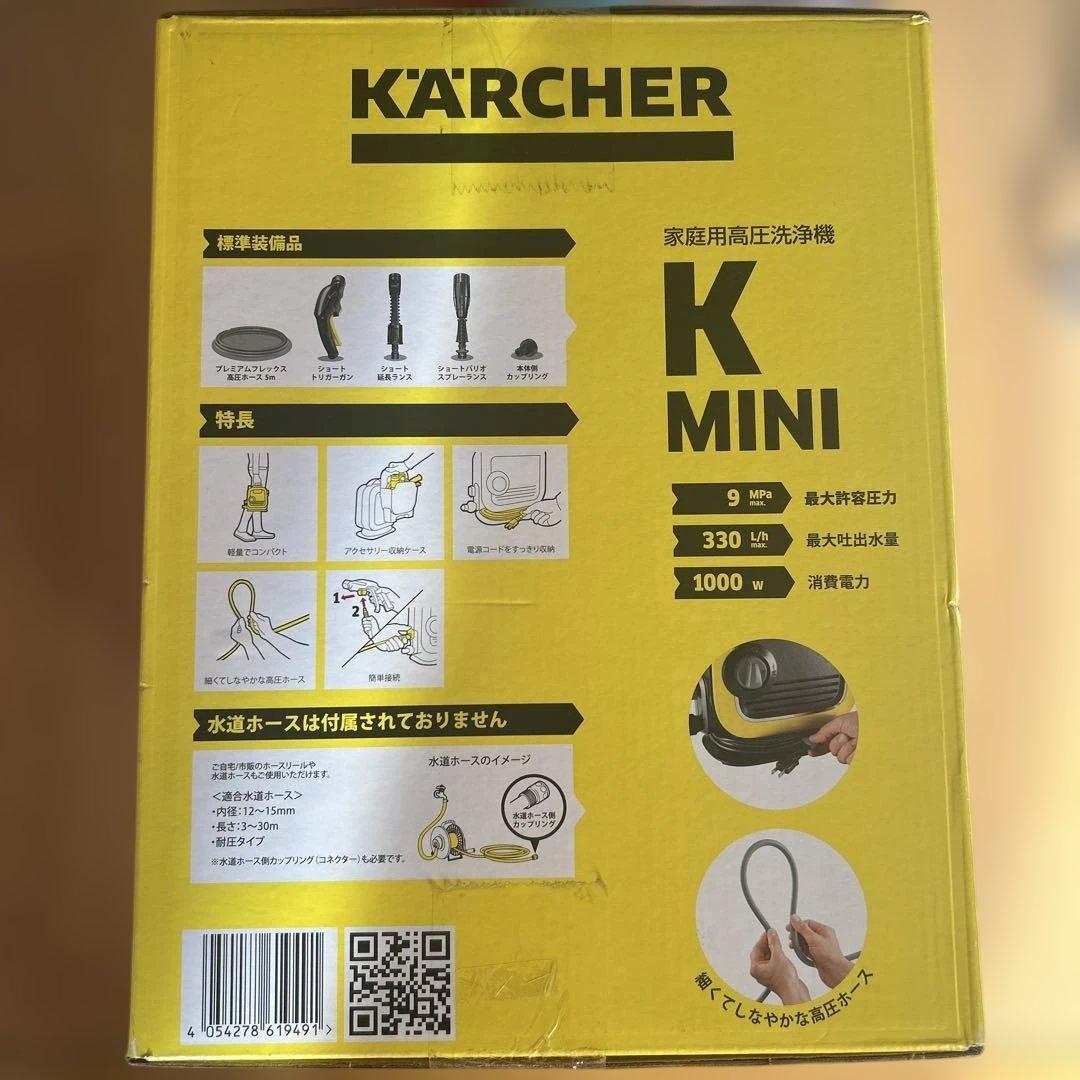 KÄRCHER
標準装備品
プレミアムフレックス
高圧ホース 5m
ショート
トリガーガン
ショート
延長ランス
ショートバリオ
スプレーランス
本体側
カップリング
特長
軽量でコンパクト
アクセサリー収納ケース
電源コードをすっきり収納
細くてしなやかな高圧ホース
1
2
簡単接続
水道ホースは付属されておりません
ご自宅/市販のホースリールや
水道ホースもご使用いただけます。
<適合水道ホース>
・内径:12~15mm
・長さ:3~30m
・耐圧タイプ
※水道ホース側カップリング(コネクター)も必要です。
水道ホースのイメージ
水道ホース側
カップリング
4 054278 619491 >
家庭用高圧洗浄機
K
MINI
9 MPa max. 最大許容圧力
330 L/h max. 最大吐出水量
1000 W 消費電力
細くてしなやかな高圧ホース